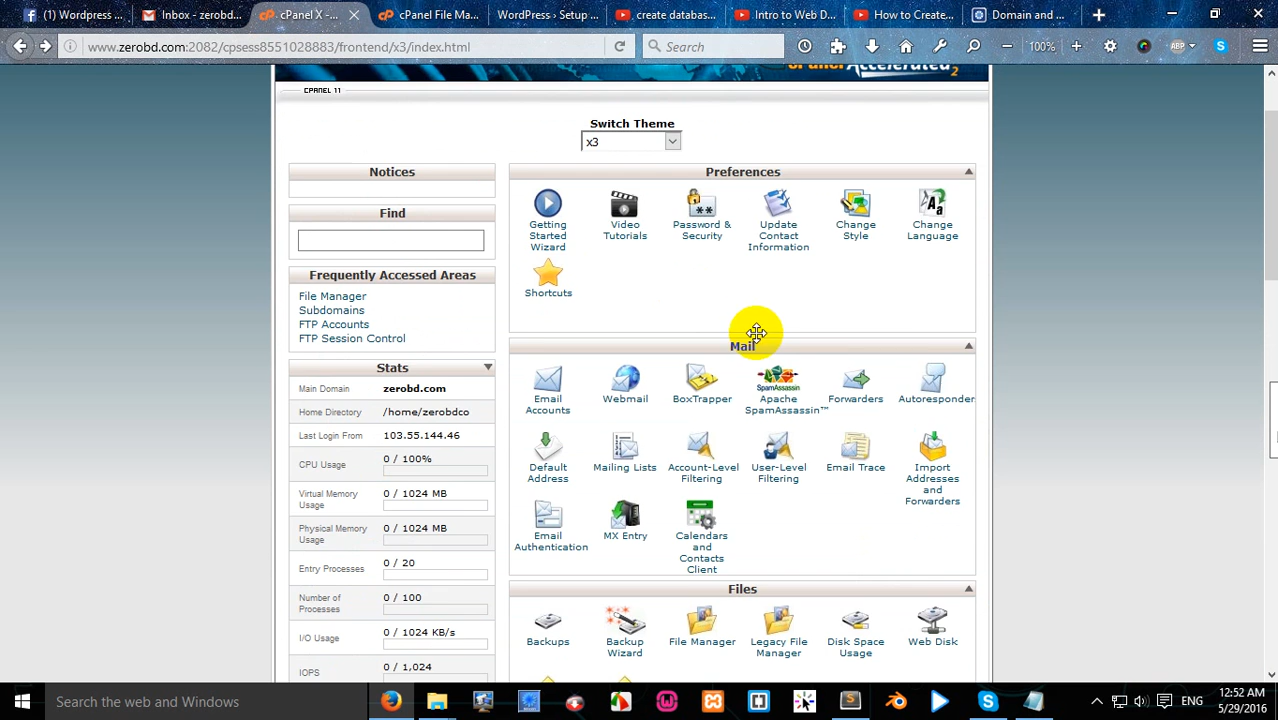 (1) Wordpress ...
Inbox - zerobd...
cPanel X - ...
cPanel File Ma...
WordPress › Setup ...
create databas...
Intro to Web D...
How to Create...
Domain and ...
www.zerobd.com:2082/cpsess8551028883/frontend/x3/index.html
Search
100%
ABP
Accelerated2
CPANEL 11
Switch Theme
x3
Notices
Find
Frequently Accessed Areas
File Manager
Subdomains
FTP Accounts
FTP Session Control
Stats
Main Domain zerobd.com
Home Directory /home/zerobdco
Last Login From 103.55.144.46
CPU Usage 0 / 100%
Virtual Memory
Usage
0 / 1024 MB
Physical Memory
Usage
0 / 1024 MB
Entry Processes 0 / 20
Number of
Processes
0 / 100
I/O Usage 0 / 1024 KB/s
IOPS 0 / 1,024
Preferences
Getting
Started
Wizard
Video
Tutorials
Password &
Security
Update
Contact
Information
Change
Style
Change
Language
Shortcuts
Mail
Email
Accounts
Webmail
BoxTrapper
SpamAssassin
Apache
SpamAssassin™
Forwarders
Autoresponder
Default
Address
Mailing Lists
Account-Level
Filtering
User-Level
Filtering
Email Trace
Import
Addresses
and
Forwarders
Email
Authentication
MX Entry
Calendars
and
Contacts
Client
Files
Backups
Backup
Wizard
File Manager
Legacy File
Manager
Disk Space
Usage
Web Disk
Search the web and Windows
ENG
12:52 AM
5/29/2016